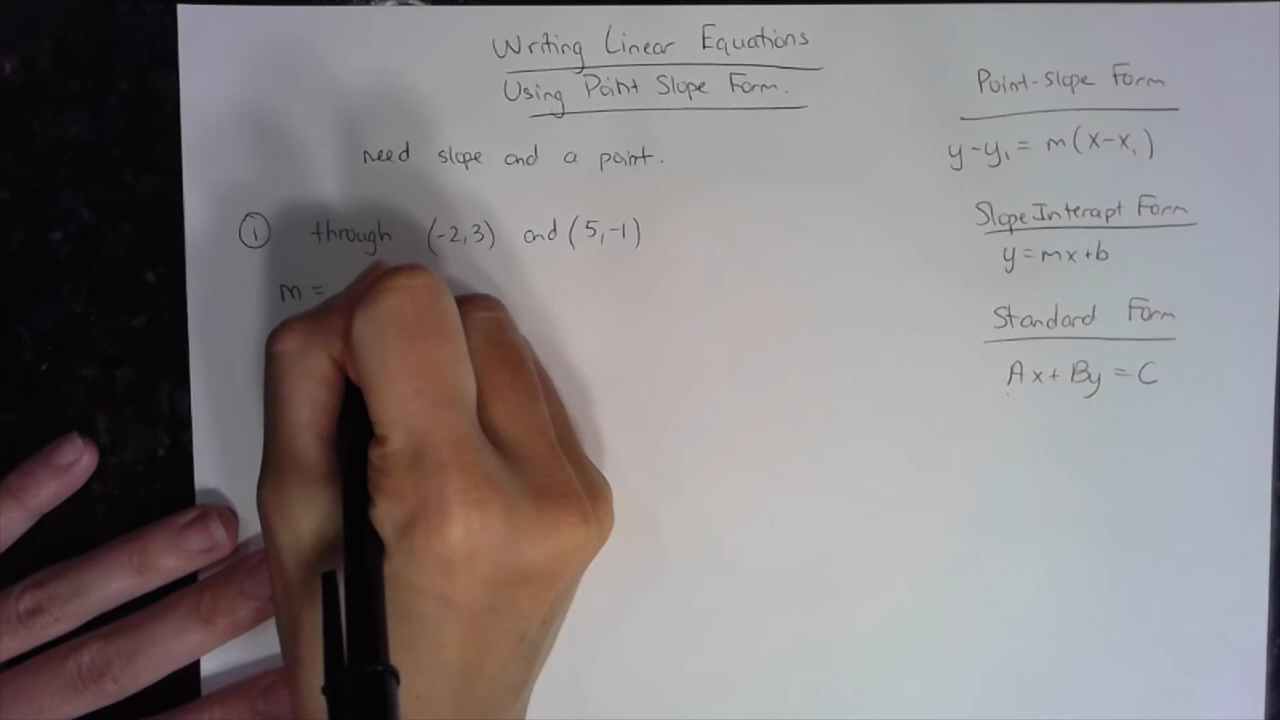 Writing Linear Equations
Using Point Slope Form.
need slope and a point.
① through (-2,3) and (5,-1)
m =
Point-Slope Form
y-y₁ = m(x-x₁)
Slope Intercept Form
y = mx+b
Standard Form
Ax + By = C